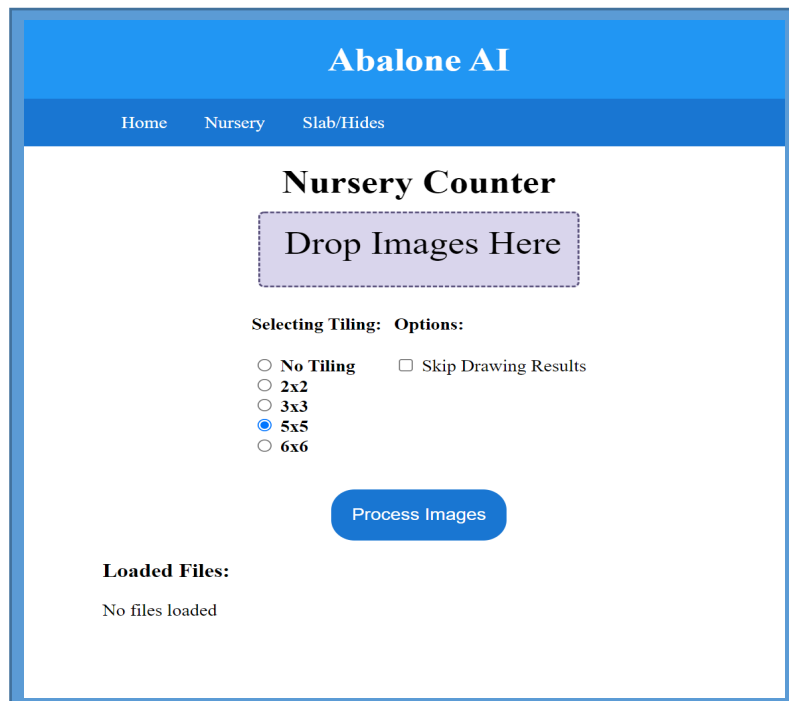 Abalone AI
Home Nursery Slab/Hides
Nursery Counter
Drop Images Here
Selecting Tiling: Options:
No Tiling Skip Drawing Results
2x2
3x3
5x5
6x6
Process Images
Loaded Files:
No files loaded